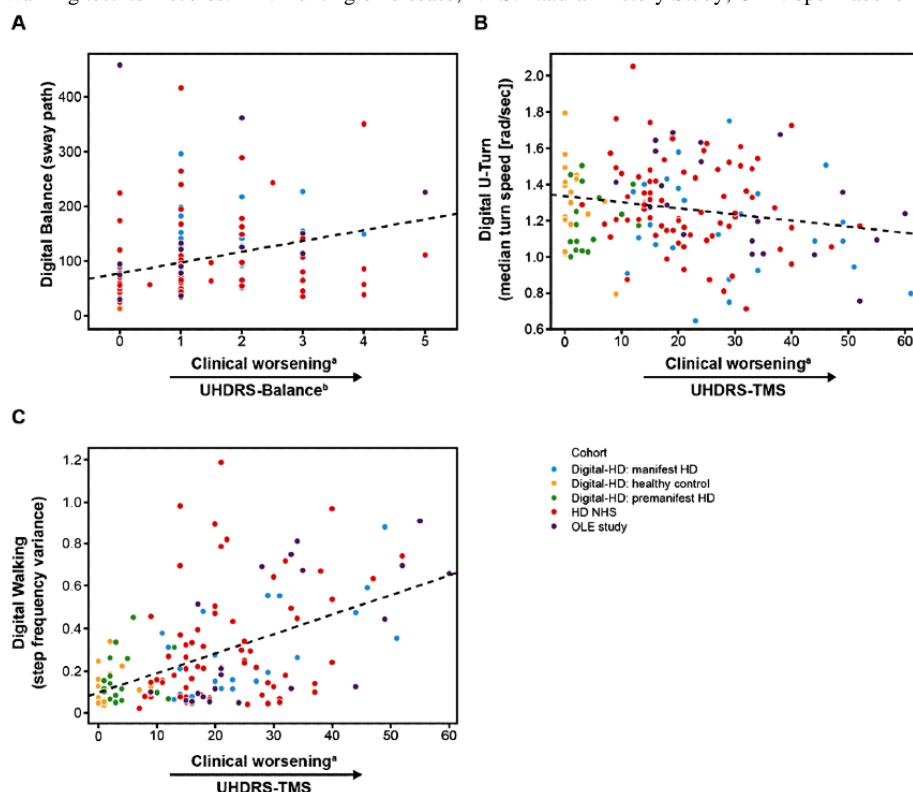 A
Digital Balance (sway path)
400
300
200
100
0
0 1 2 3 4 5
Clinical worseningᵃ
UHDRS-Balanceᵇ
B
Digital U-Turn
(median turn speed [rad/sec])
2.0
1.8
1.6
1.4
1.2
1.0
0.8
0.6
0 10 20 30 40 50 60
Clinical worseningᵃ
UHDRS-TMS
C
Digital Walking
(step frequency variance)
1.2
1.0
0.8
0.6
0.4
0.2
0
0 10 20 30 40 50 60
Clinical worseningᵃ
UHDRS-TMS
Cohort
Digital-HD: manifest HD
Digital-HD: healthy control
Digital-HD: premanifest HD
HD NHS
OLE study